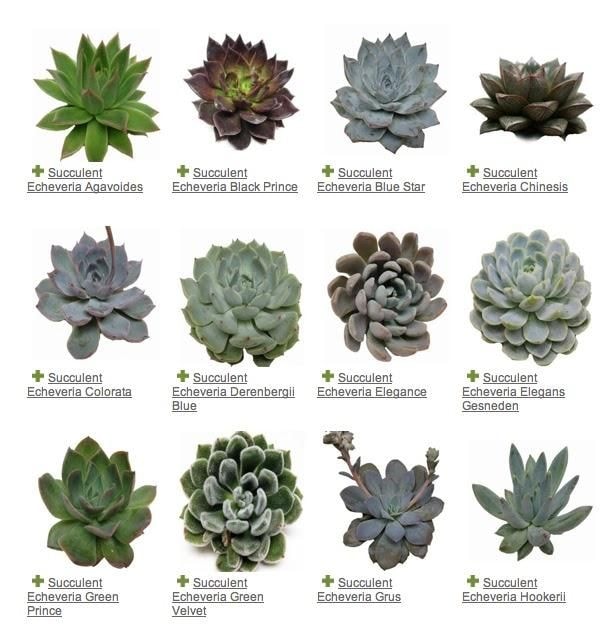 Succulent
Echeveria Agavoides
Succulent
Echeveria Black Prince
Succulent
Echeveria Blue Star
Succulent
Echeveria Chinesis
Succulent
Echeveria Colorata
Succulent
Echeveria Derenbergii
Blue
Succulent
Echeveria Elegance
Succulent
Echeveria Elegans
Gesneden
Succulent
Echeveria Green
Prince
Succulent
Echeveria Green
Velvet
Succulent
Echeveria Grus
Succulent
Echeveria Hookerii